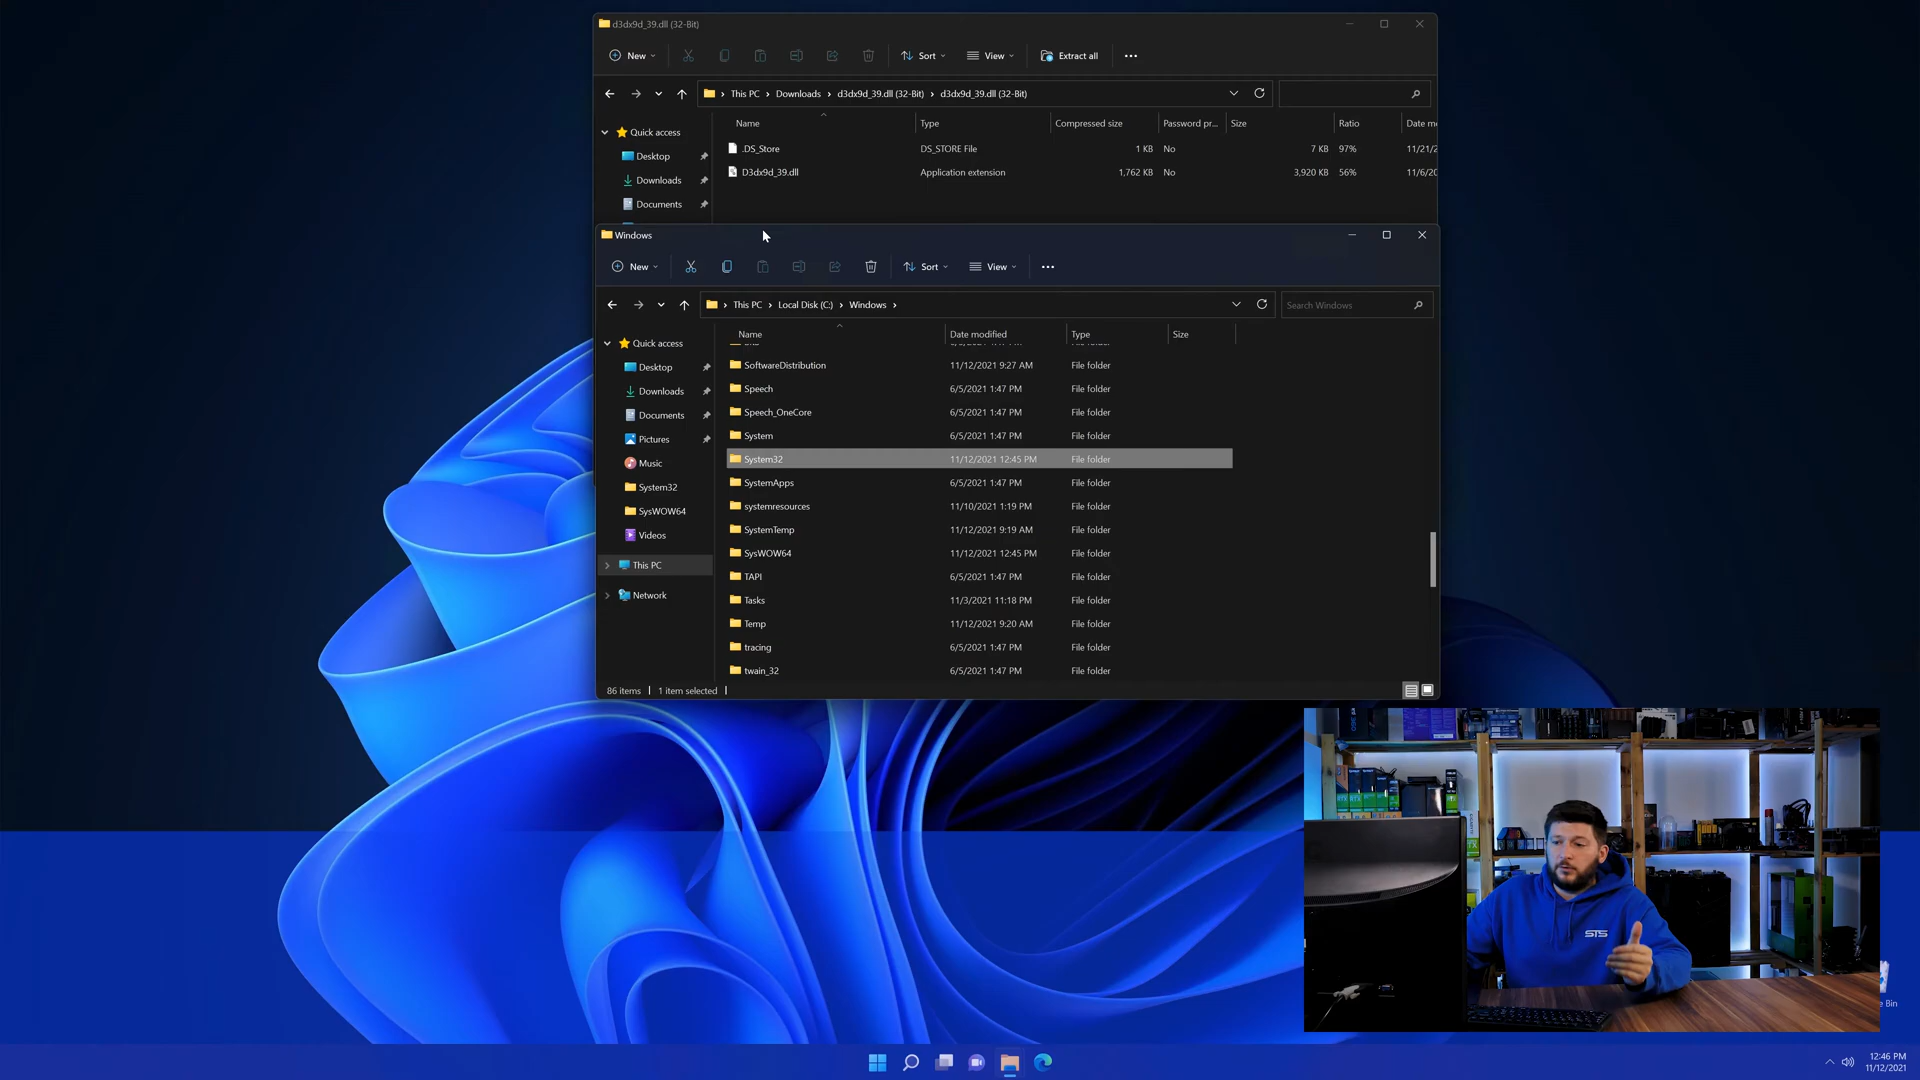 d3dx9d_39.dll (32-Bit)
New Sort View Extract all
This PC > Downloads > d3dx9d_39.dll (32-Bit) > d3dx9d_39.dll (32-Bit)
Name Type Compressed size Password pr... Size Ratio
Quick access
.DS_Store DS_STORE File 1 KB No 7 KB 97% 11/21/2
Desktop
D3dx9d_39.dll Application extension 1,762 KB No 3,920 KB 56% 11/6/20
Downloads
Documents
Windows
New Sort View
This PC > Local Disk (C:) > Windows >
Search Windows
Name Date modified Type Size
Quick access
Desktop
Downloads
Documents
Pictures
Music
System32
SysWOW64
Videos
This PC
Network
SoftwareDistribution 11/12/2021 9:27 AM File folder
Speech 6/5/2021 1:47 PM File folder
Speech_OneCore 6/5/2021 1:47 PM File folder
System 6/5/2021 1:47 PM File folder
System32 11/12/2021 12:45 PM File folder
SystemApps 6/5/2021 1:47 PM File folder
systemresources 11/10/2021 1:19 PM File folder
SystemTemp 11/12/2021 9:19 AM File folder
SysWOW64 11/12/2021 12:45 PM File folder
TAPI 6/5/2021 1:47 PM File folder
Tasks 11/3/2021 11:18 PM File folder
Temp 11/12/2021 9:20 AM File folder
tracing 6/5/2021 1:47 PM File folder
twain_32 6/5/2021 1:47 PM File folder
86 items 1 item selected
STS
Bin
12:46 PM
11/12/2021